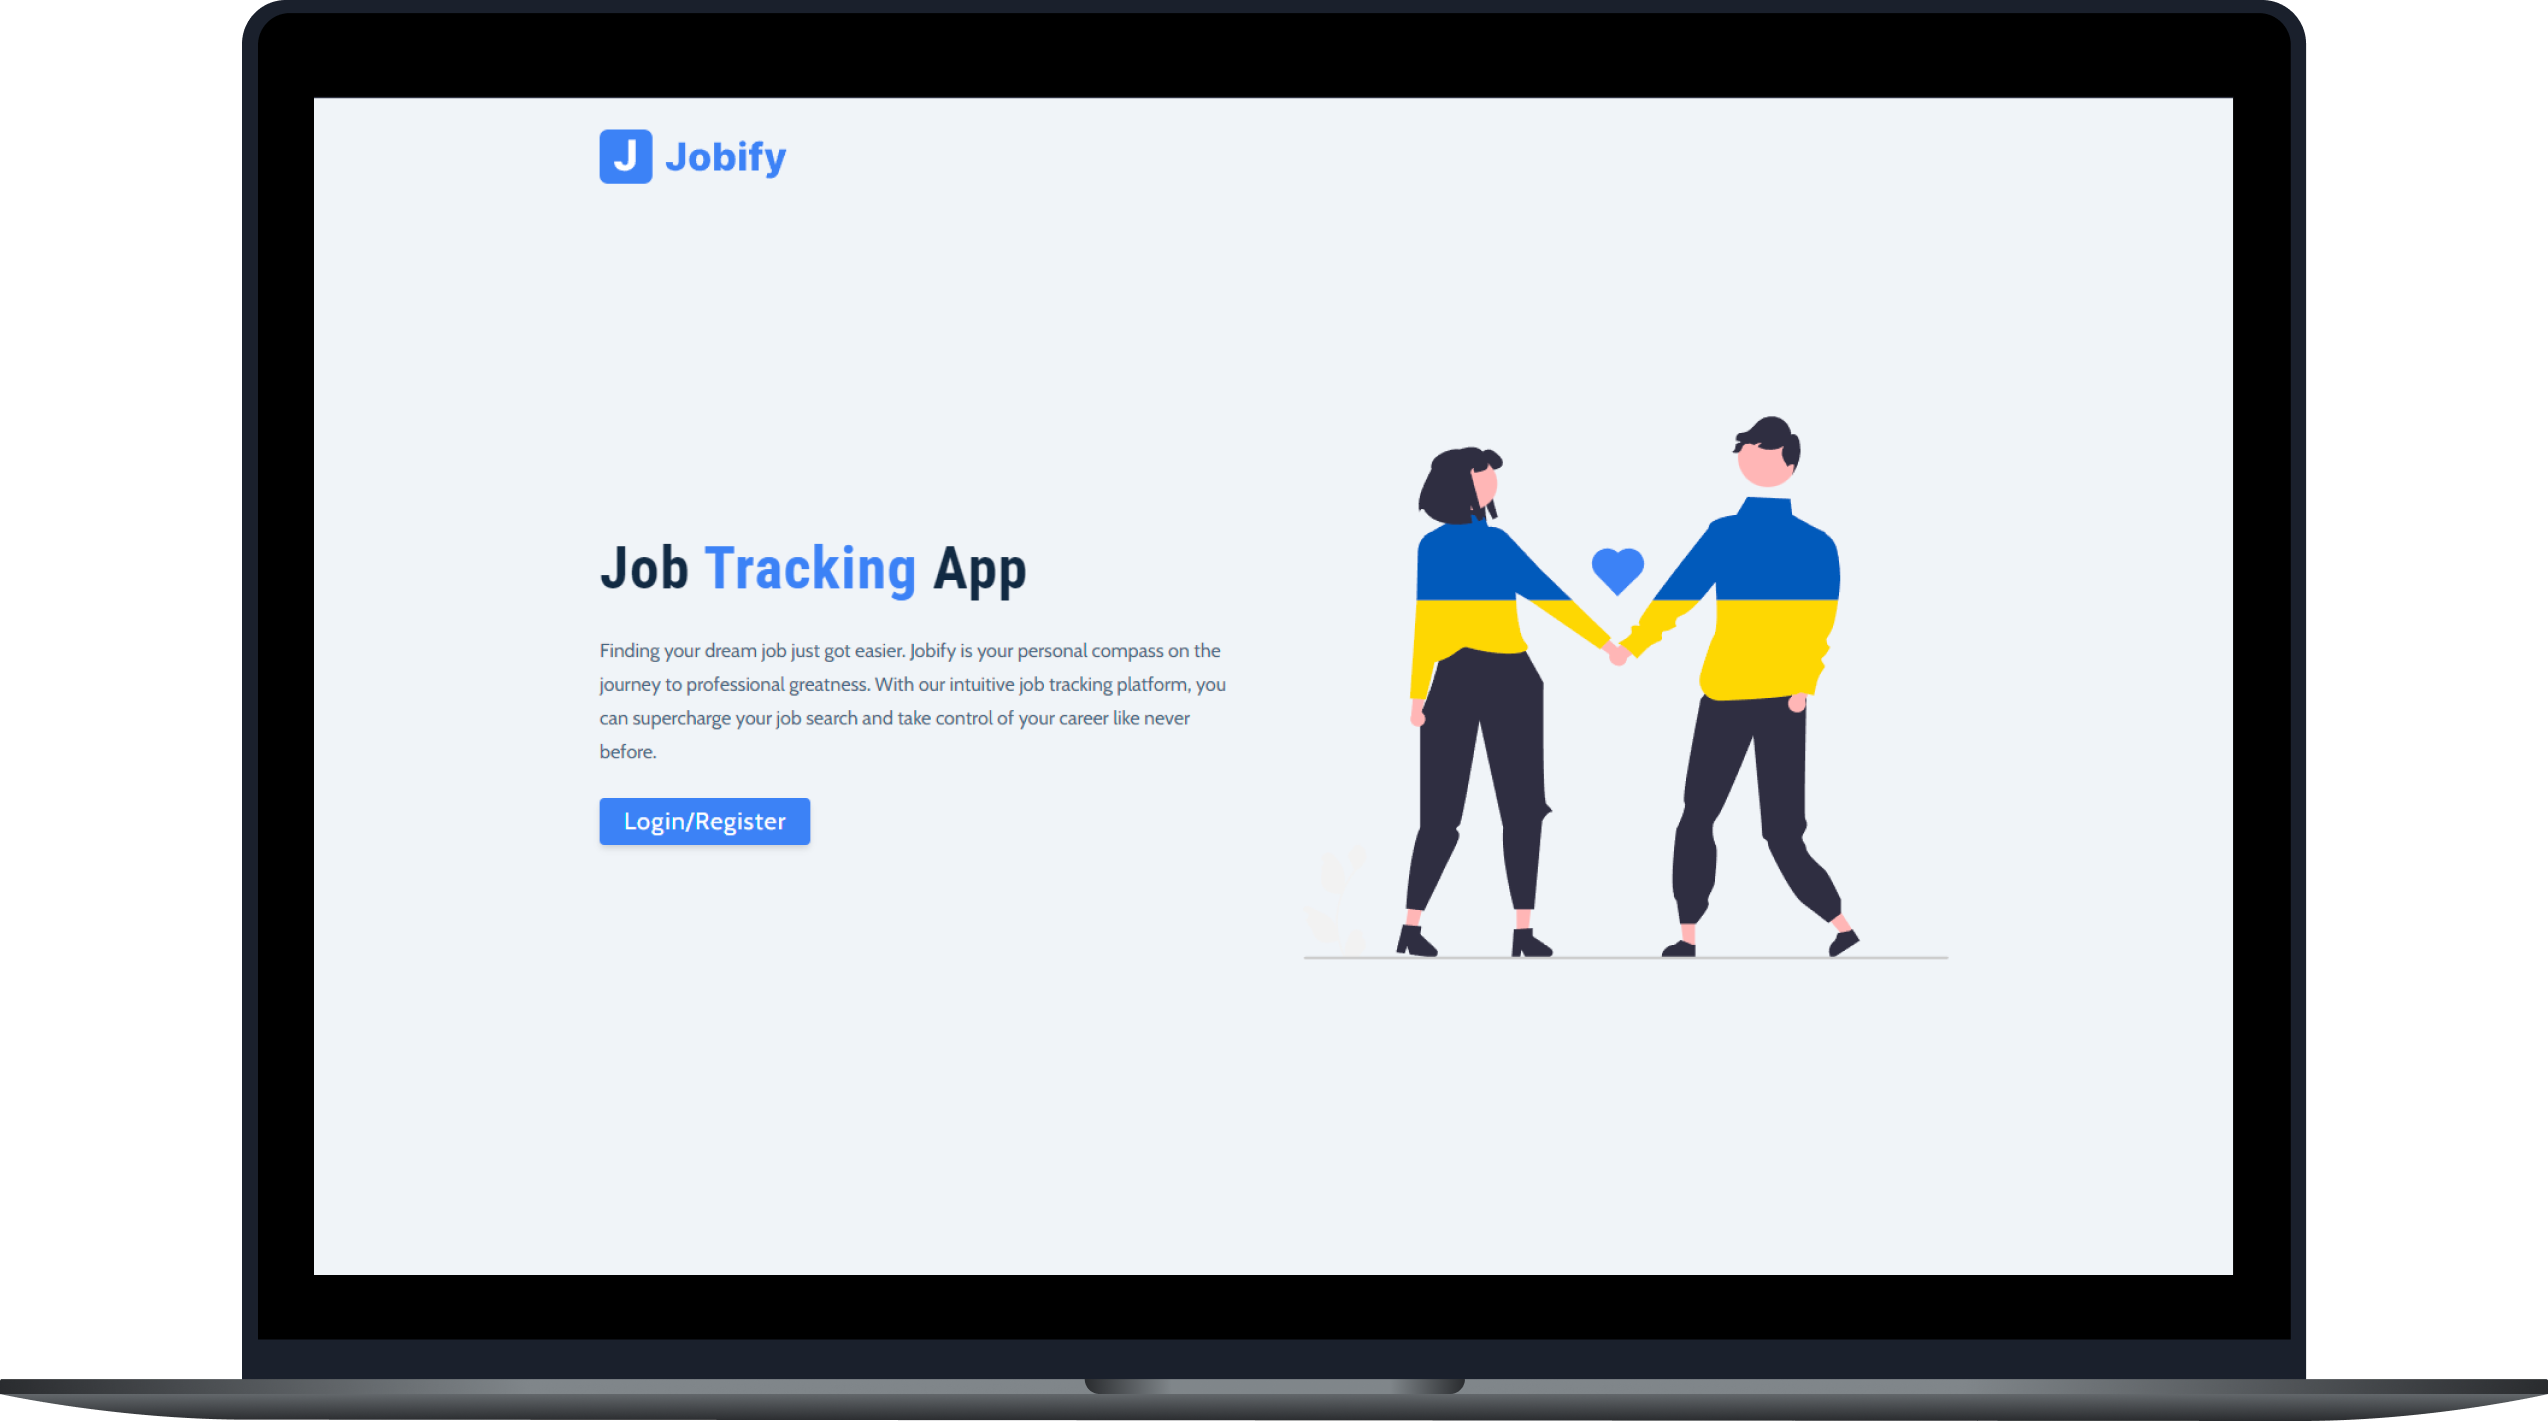 J Jobify
Job Tracking App
Finding your dream job just got easier. Jobify is your personal compass on the
journey to professional greatness. With our intuitive job tracking platform, you
can supercharge your job search and take control of your career like never
before.
Login/Register